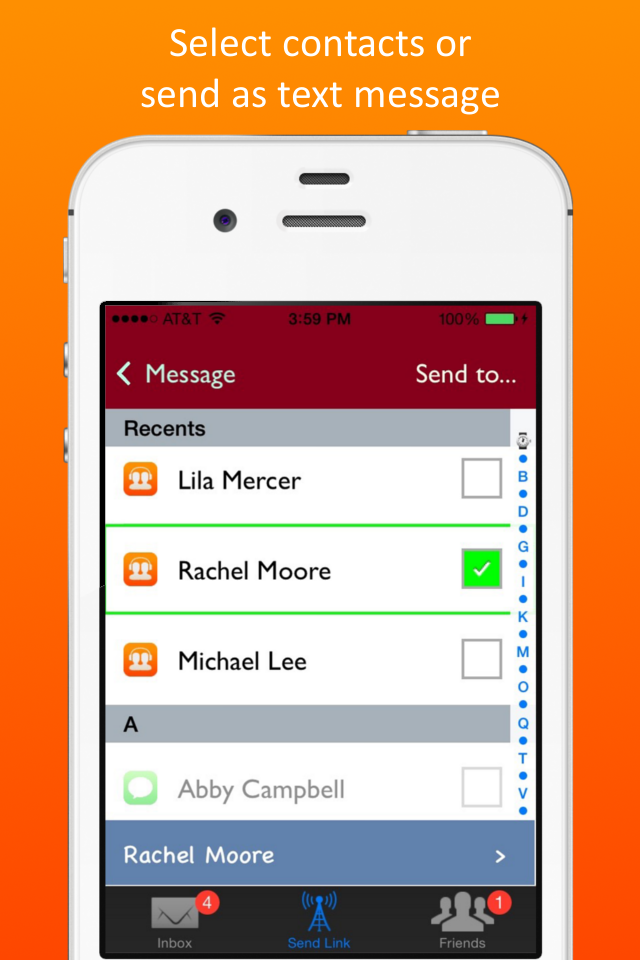 Select contacts or
send as text message
AT&T 3:59 PM 100%
Message Send to...
Recents
Lila Mercer
B
Rachel Moore
D
G
I
Michael Lee
K
M
O
A
Q
Abby Campbell
T
V
Rachel Moore >
4 1
Inbox Send Link Friends